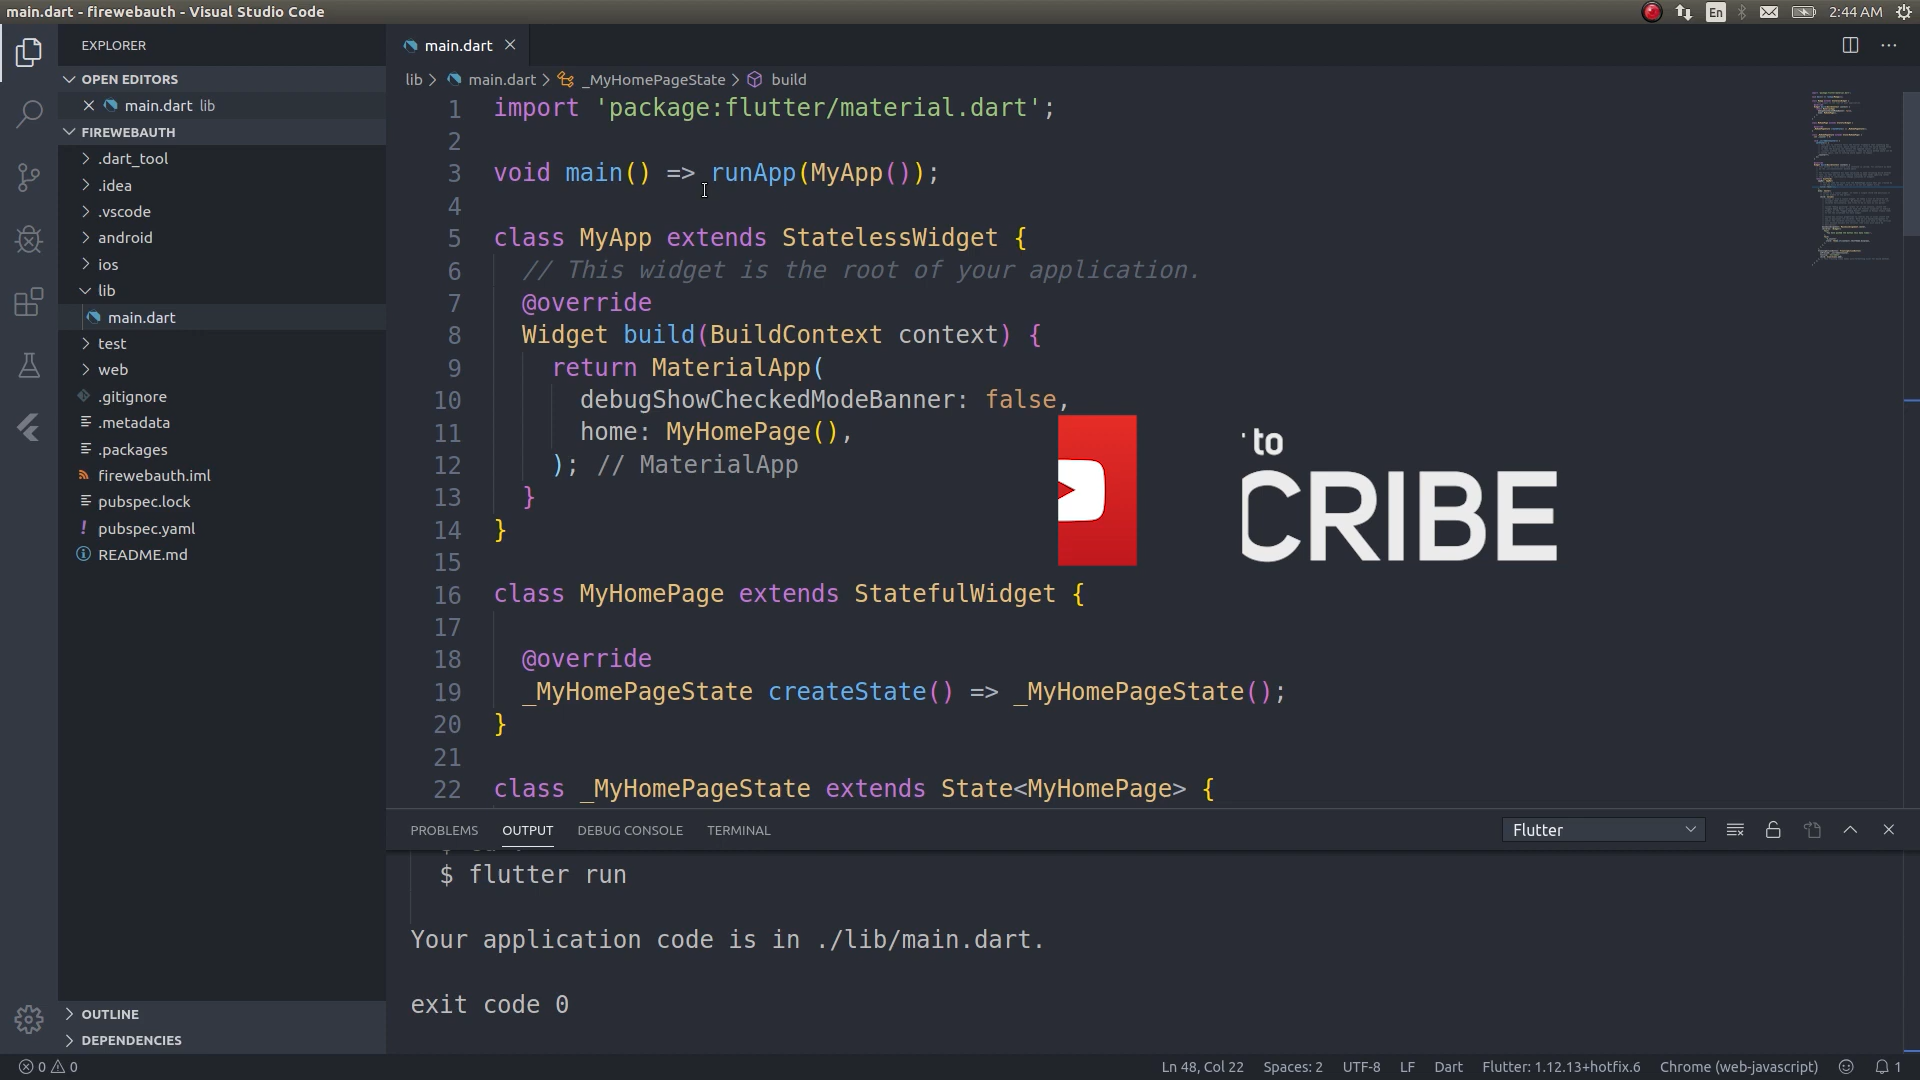 main.dart - firewebauth - Visual Studio Code
En
2:44 AM
EXPLORER
main.dart
OPEN EDITORS
main.dart lib
FIREWEBAUTH
.dart_tool
.idea
.vscode
android
ios
lib
main.dart
test
web
.gitignore
.metadata
.packages
firewebauth.iml
pubspec.lock
pubspec.yaml
README.md
OUTLINE
DEPENDENCIES
lib > main.dart > _MyHomePageState > build
1 import 'package:flutter/material.dart';
2
3 void main() => runApp(MyApp());
4
5 class MyApp extends StatelessWidget {
6 // This widget is the root of your application.
7 @override
8 Widget build(BuildContext context) {
9 return MaterialApp(
10 debugShowCheckedModeBanner: false,
11 home: MyHomePage(),
12 ); // MaterialApp
13 }
14 }
15
16 class MyHomePage extends StatefulWidget {
17
18 @override
19 _MyHomePageState createState() => _MyHomePageState();
20 }
21
22 class _MyHomePageState extends State<MyHomePage> {
to
CRIBE
PROBLEMS OUTPUT DEBUG CONSOLE TERMINAL
Flutter
$ flutter run
Your application code is in ./lib/main.dart.
exit code 0
0 0
Ln 48, Col 22 Spaces: 2 UTF-8 LF Dart Flutter: 1.12.13+hotfix.6 Chrome (web-javascript) 1